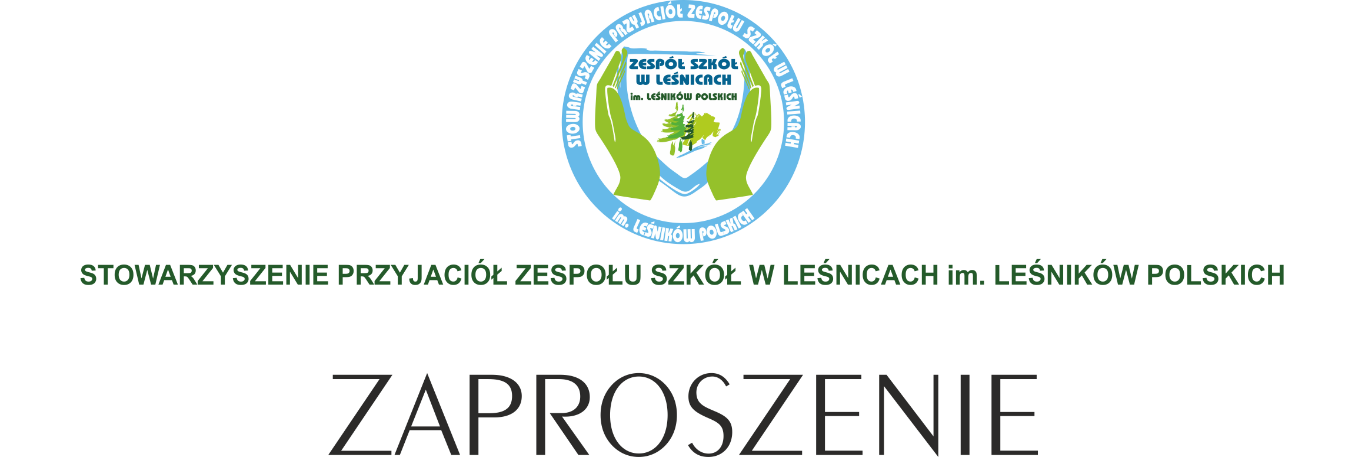 STOWARZYSZENIE PRZYJACIÓŁ ZESPOŁU SZKÓŁ W LEŚNICACH
ZESPÓŁ SZKÓŁ
W LEŚNICACH
im. LEŚNIKÓW POLSKICH
im. LEŚNIKÓW POLSKICH
STOWARZYSZENIE PRZYJACIÓŁ ZESPOŁU SZKÓŁ W LEŚNICACH im. LEŚNIKÓW POLSKICH
ZAPROSZENIE